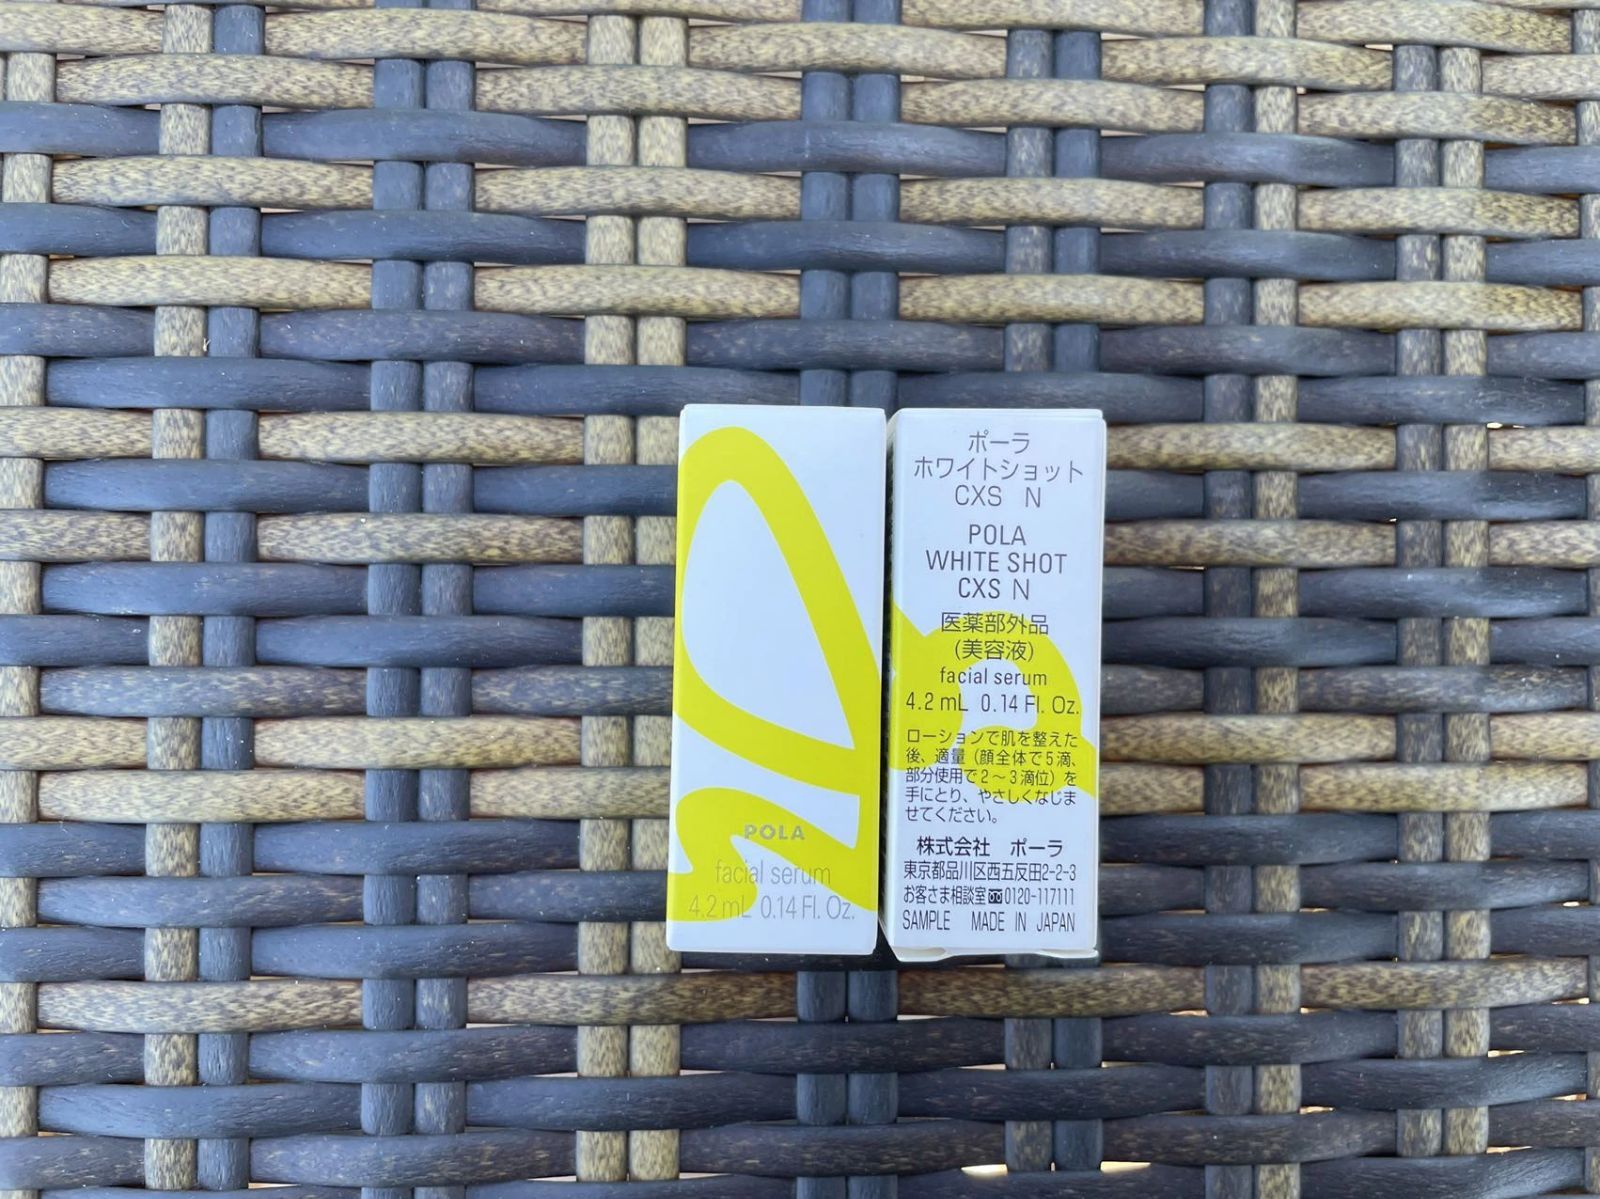 POLA
facial serum
4.2 mL 0.14 Fl. Oz.
ポーラ
ホワイトショット
CXS N
POLA
WHITE SHOT
CXS N
医薬部外品
(美容液)
facial serum
4.2 mL 0.14 Fl. Oz.
ローションで肌を整えた
後、適量（顔全体で5滴、
部分使用で2～3滴位）を
手にとり、やさしくなじま
せてください。
株式会社 ポーラ
東京都品川区西五反田2-2-3
お客さま相談室 0120-117111
SAMPLE MADE IN JAPAN